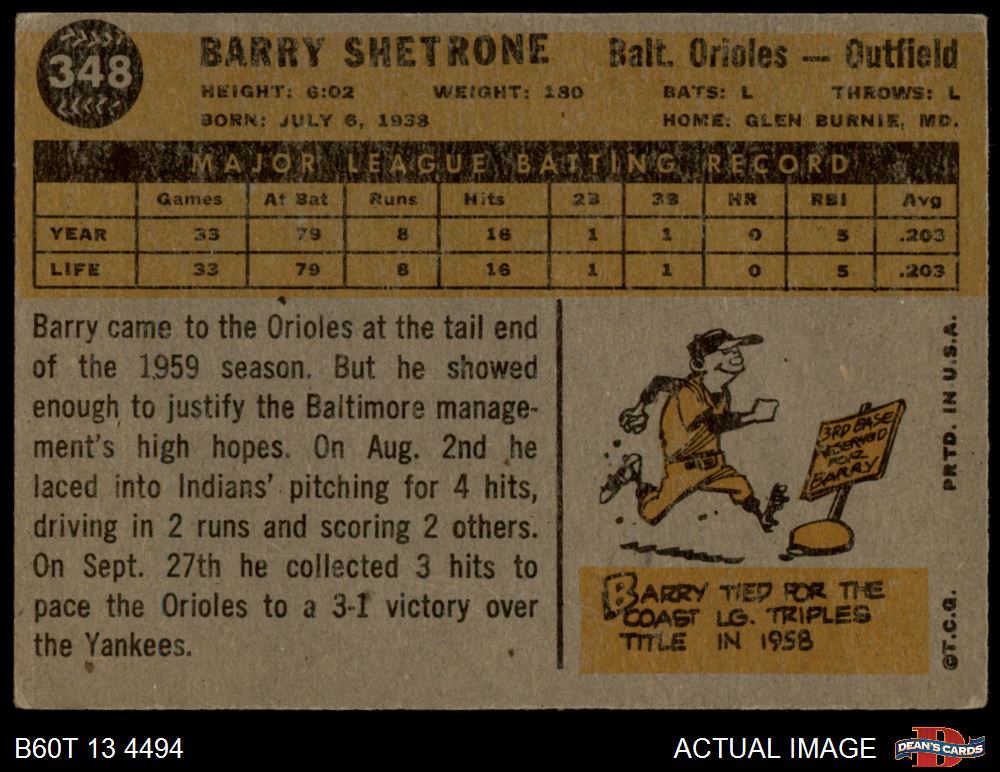 348
BARRY SHETRONE
Balt. Orioles — Outfield
HEIGHT: 6:02 WEIGHT: 180 BATS: L THROWS: L
BORN: JULY 6, 1938 HOME: GLEN BURNIE, MD.
MAJOR LEAGUE BATTING RECORD
Games At Bat Runs Hits 2B 3B HR RBI Avg
YEAR 33 79 8 16 1 1 0 5 .203
LIFE 33 79 8 16 1 1 0 5 .203
Barry came to the Orioles at the tail end
of the 1959 season. But he showed
enough to justify the Baltimore manage-
ment's high hopes. On Aug. 2nd he
laced into Indians' pitching for 4 hits,
driving in 2 runs and scoring 2 others.
On Sept. 27th he collected 3 hits to
pace the Orioles to a 3-1 victory over
the Yankees.
3RD BASE
RESERVED
FOR
BARRY
BARRY TIED FOR THE
COAST LG. TRIPLES
TITLE IN 1958
©T.C.G. PRTD. IN U.S.A.
B60T 13 4494
ACTUAL IMAGE
D
DEAN'S CARDS